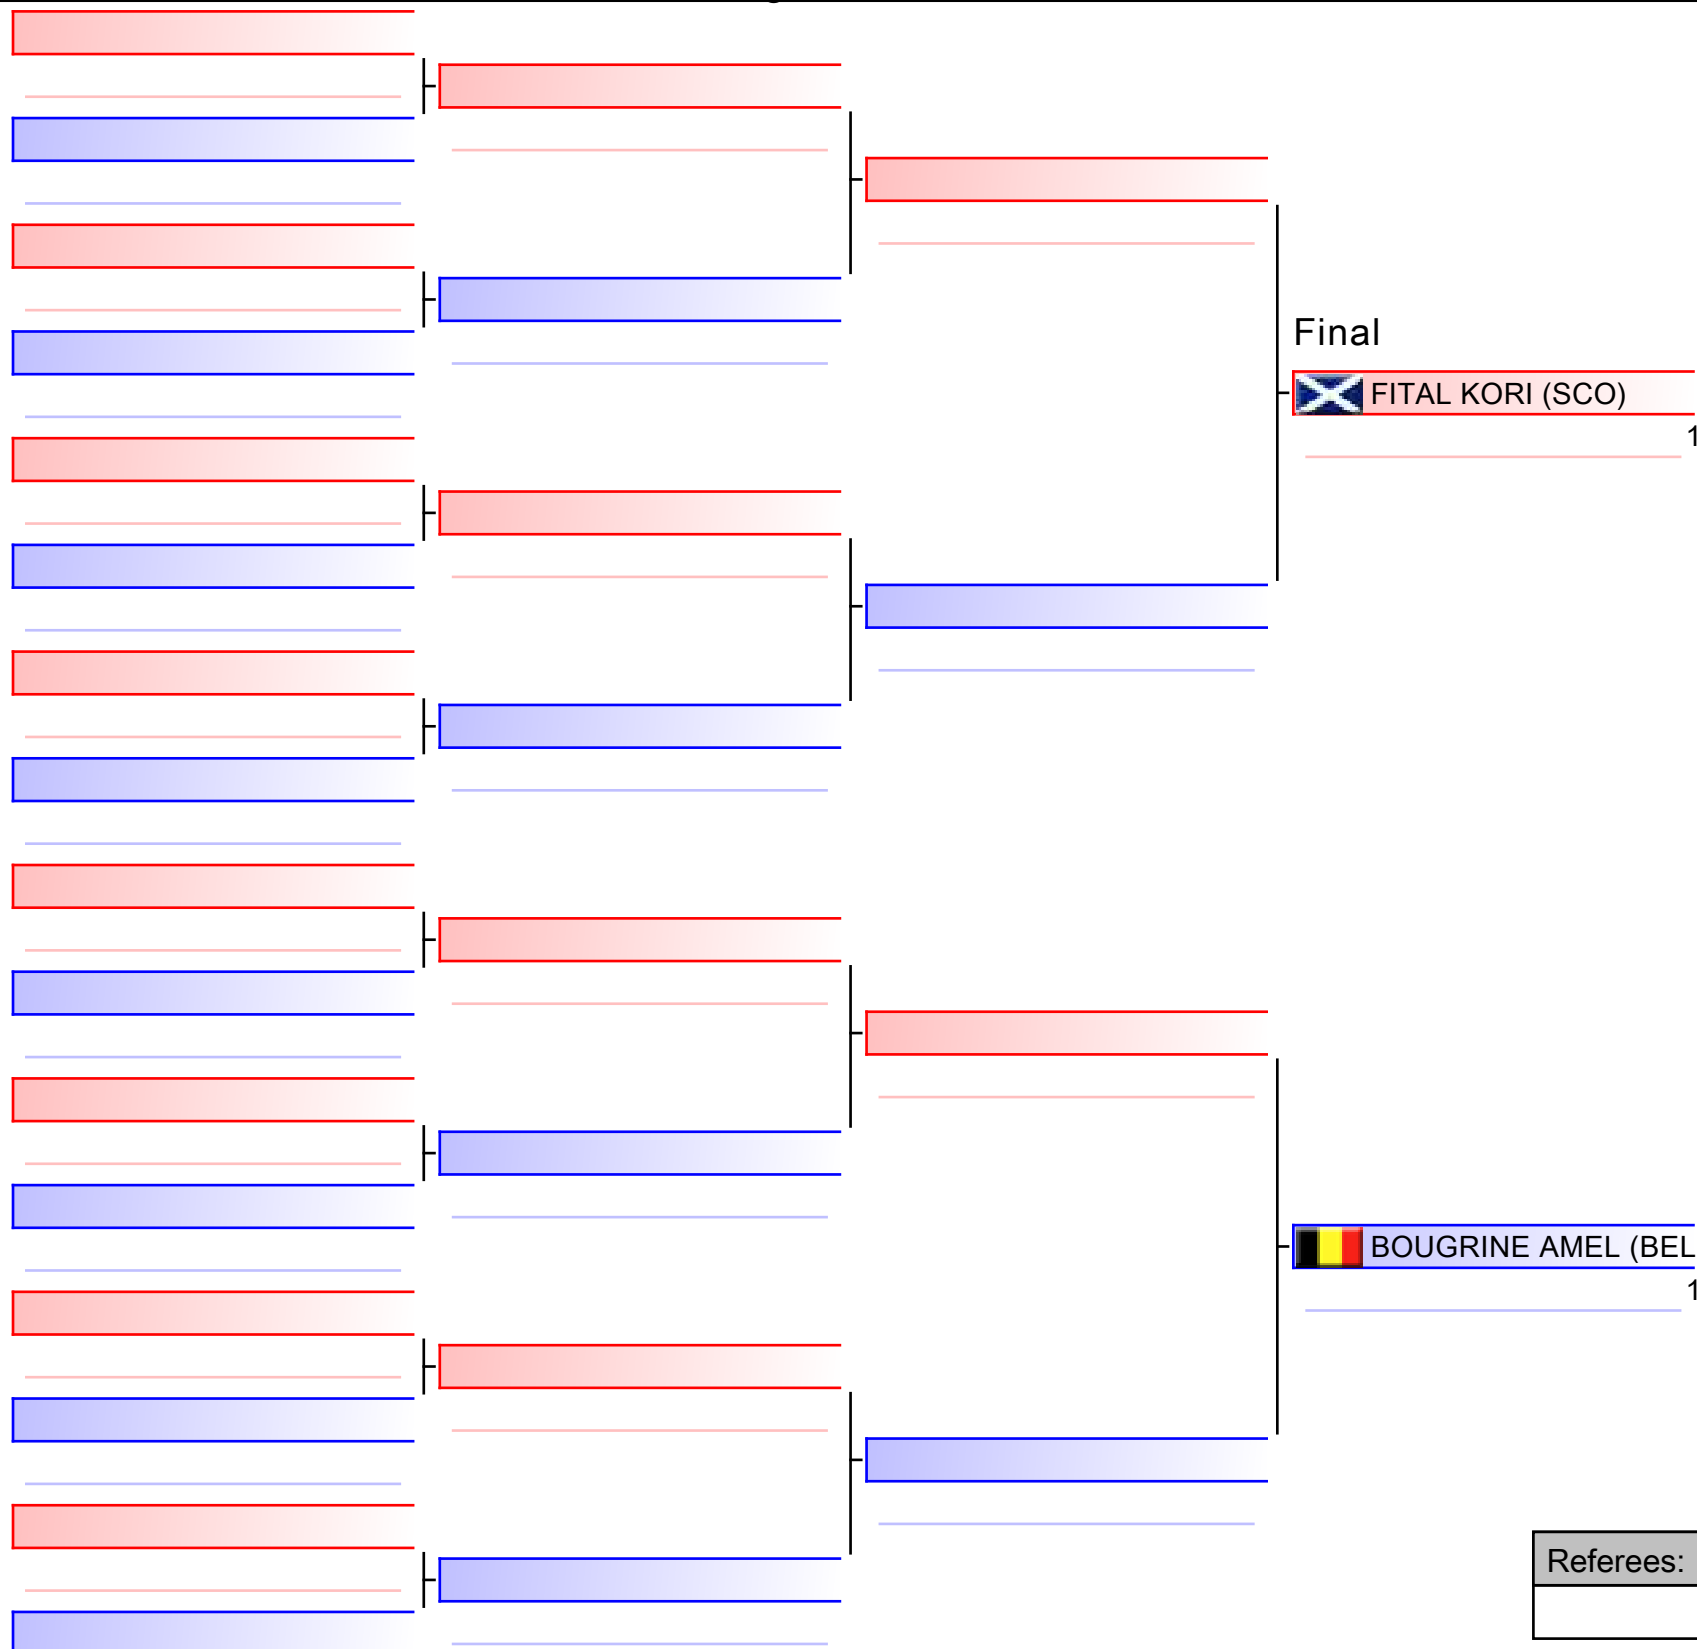 Final
FITAL KORI (SCO)
1
BOUGRINE AMEL (BEL
1
Referees: